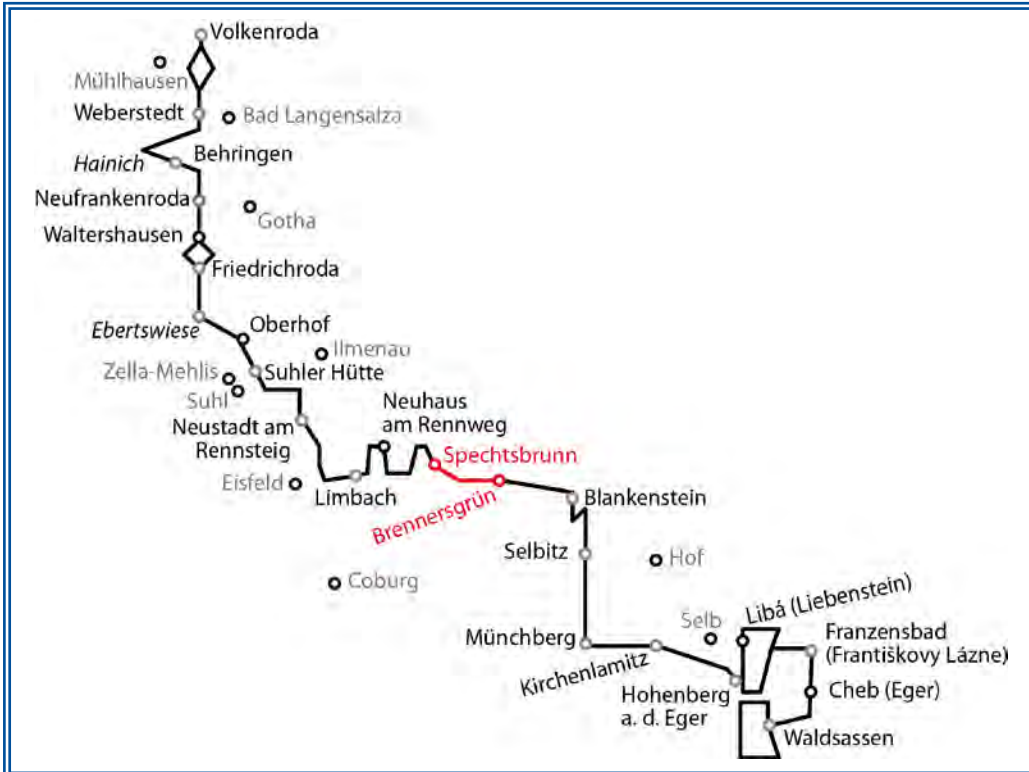 Volkenroda
Mühlhausen
Weberstedt
Bad Langensalza
Behringen
Hainich
Neufrankenroda
Gotha
Waltershausen
Friedrichroda
Ebertswiese
Oberhof
Ilmenau
Zella-Mehlis
Suhler Hütte
Suhl
Neuhaus
am Rennweg
Neustadt am
Rennsteig
Spechtsbrunn
Eisfeld
Limbach
Brennersgrün
Blankenstein
Selbitz
Hof
Coburg
Libá (Liebenstein)
Selb
Münchberg
Kirchenlamitz
Franzensbad
(Františkovy Lázne)
Hohenberg
a. d. Eger
Cheb (Eger)
Waldsassen